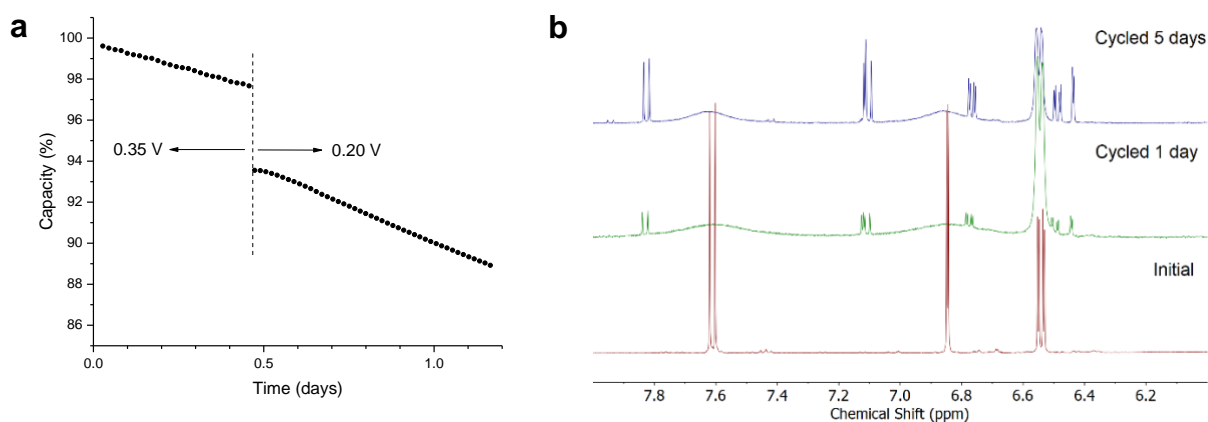 a
100
98
96
94
92
90
88
86
Capacity (%)
0.35 V
0.20 V
0.0
0.5
1.0
Time (days)
b
Cycled 5 days
Cycled 1 day
Initial
7.8
7.6
7.4
7.2
7.0
6.8
6.6
6.4
6.2
Chemical Shift (ppm)